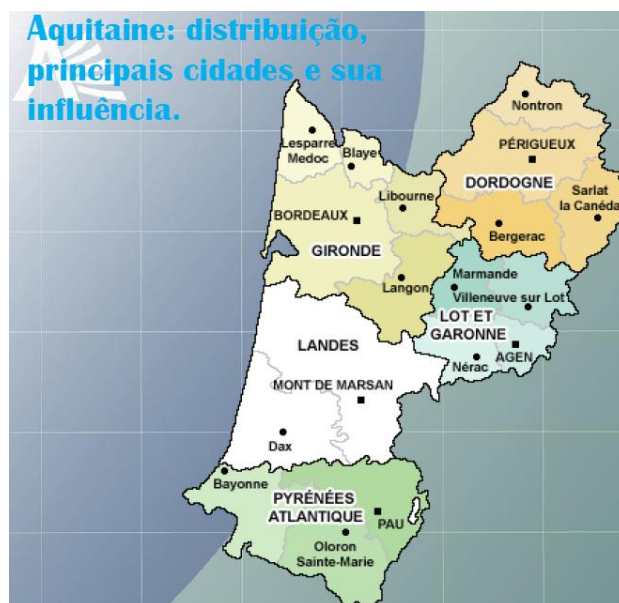 Aquitaine: distribuição,
principais cidades e sua
influência.
Nontron
PÉRIGUEUX
DORDOGNE
Sarlat
la Canéda
Bergerac
Lesparre
Medoc
Blaye
Libourne
BORDEAUX
GIRONDE
Langon
Marmande
Villeneuve sur Lot
LOT ET
GARONNE
AGEN
Nérac
LANDES
MONT DE MARSAN
Dax
Bayonne
PYRÉNÉES
ATLANTIQUE
PAU
Oloron
Sainte-Marie